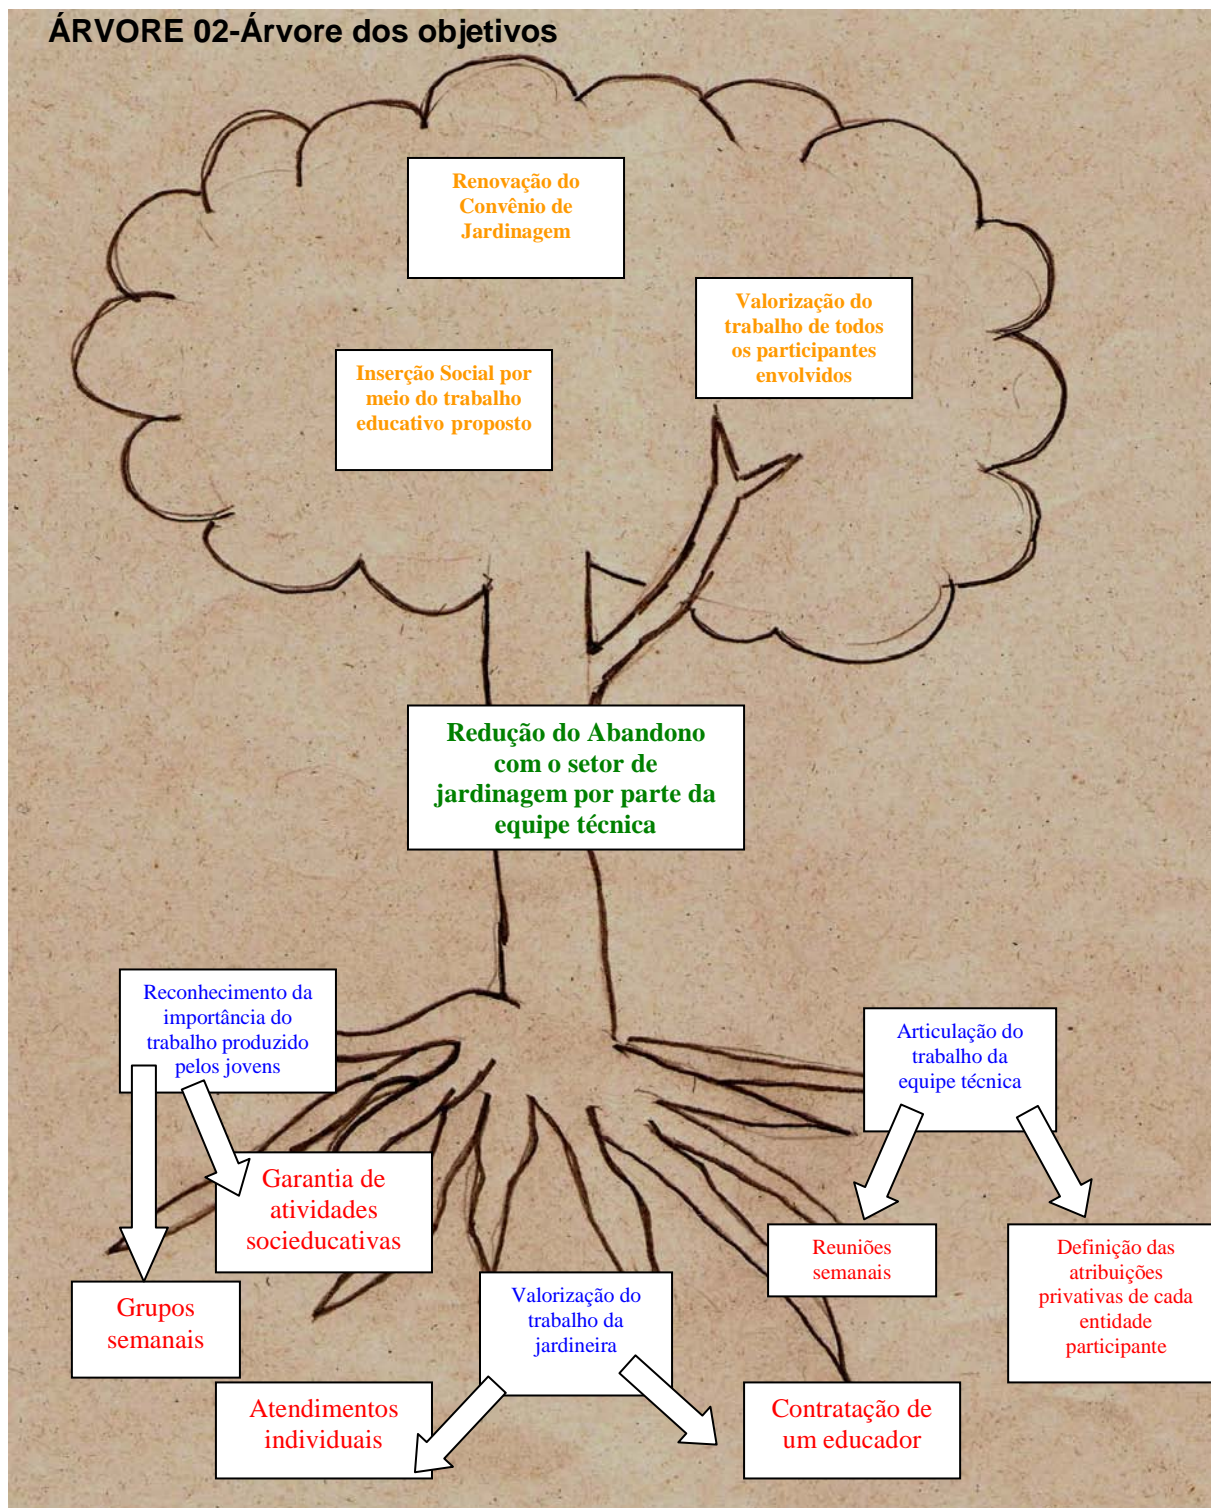 ÁRVORE 02-Árvore dos objetivos
Renovação do
Convênio de
Jardinagem
Valorização do
trabalho de todos
os participantes
envolvidos
Inserção Social por
meio do trabalho
educativo proposto
Redução do Abandono
com o setor de
jardinagem por parte da
equipe técnica
Reconhecimento da
importância do
trabalho produzido
pelos jovens
Articulação do
trabalho da
equipe técnica
Garantia de
atividades
socieducativas
Grupos
semanais
Valorização do
trabalho da
jardineira
Reuniões
semanais
Definição das
atribuições
privativas de cada
entidade
participante
Atendimentos
individuais
Contratação de
um educador